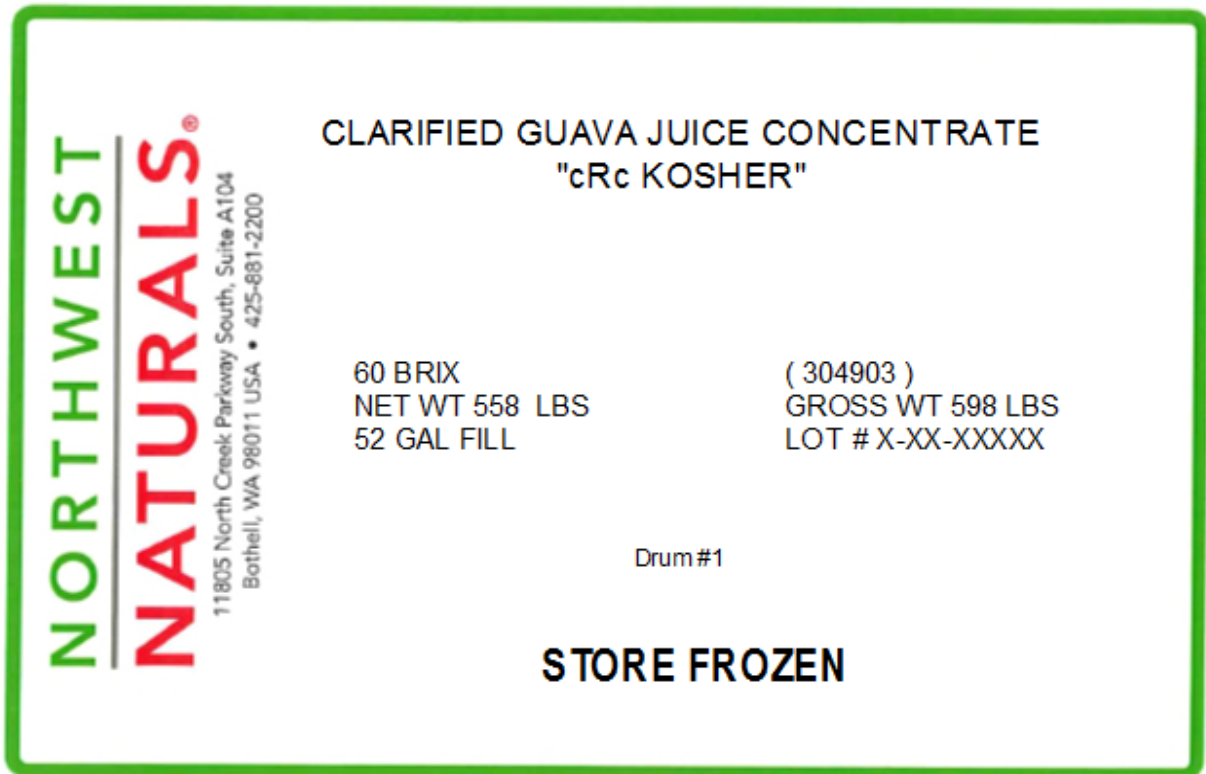 NORTHWEST
NATURALS®
11805 North Creek Parkway South, Suite A104
Bothell, WA 98011 USA • 425-881-2200
CLARIFIED GUAVA JUICE CONCENTRATE
"cRc KOSHER"
60 BRIX
NET WT 558 LBS
52 GAL FILL
( 304903 )
GROSS WT 598 LBS
LOT # X-XX-XXXXX
Drum #1
STORE FROZEN